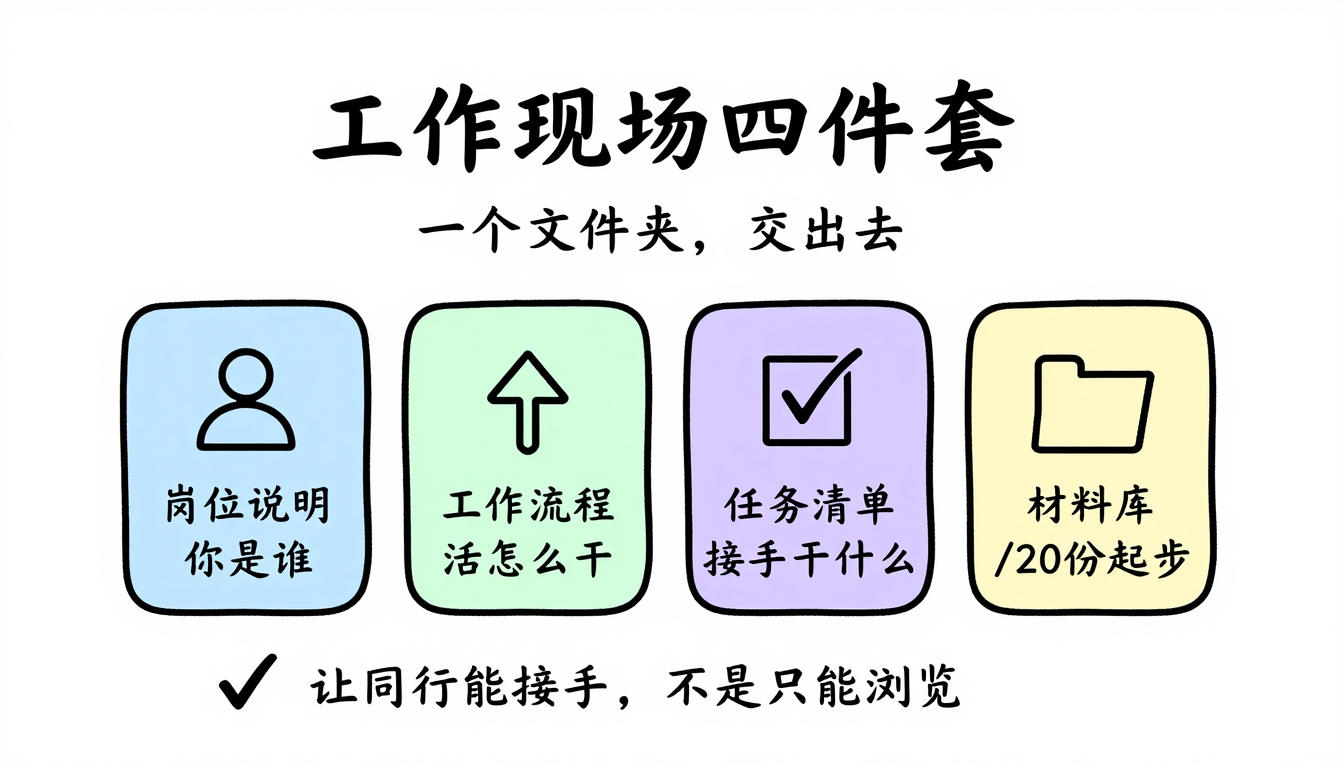 工作现场四件套
一个文件夹，交出去
岗位说明
你是谁
工作流程
活怎么干
任务清单
接手干什么
材料库
/20份起步
让同行能接手，不是只能浏览